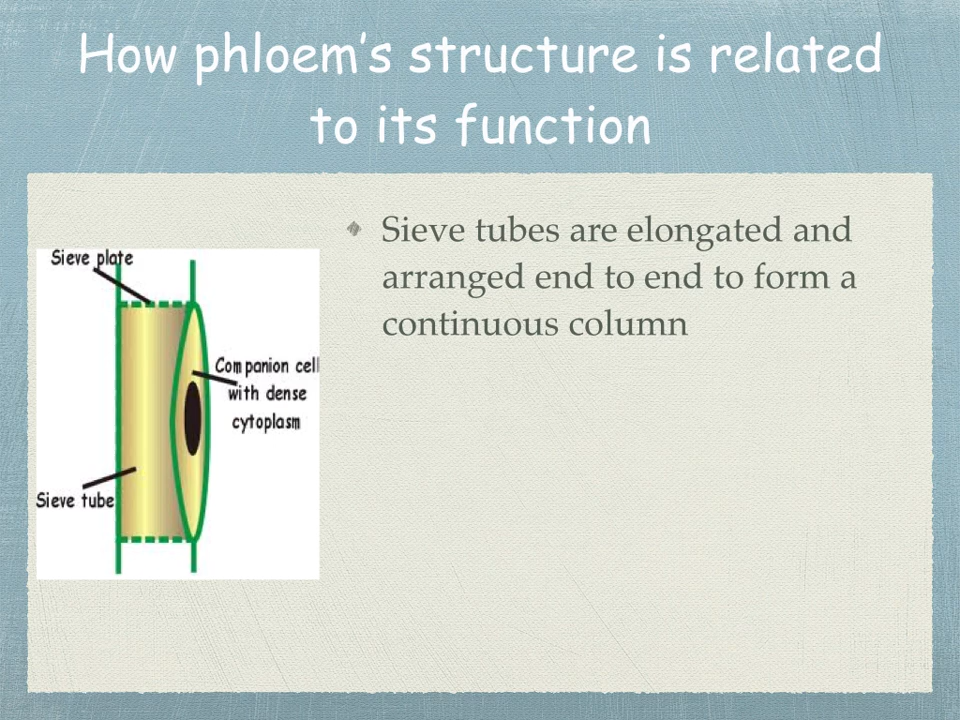 How phloem’s structure is related
to its function
Sieve tubes are elongated and
arranged end to end to form a
continuous column
Sieve plate
Companion cell
with dense
cytoplasm
Sieve tube